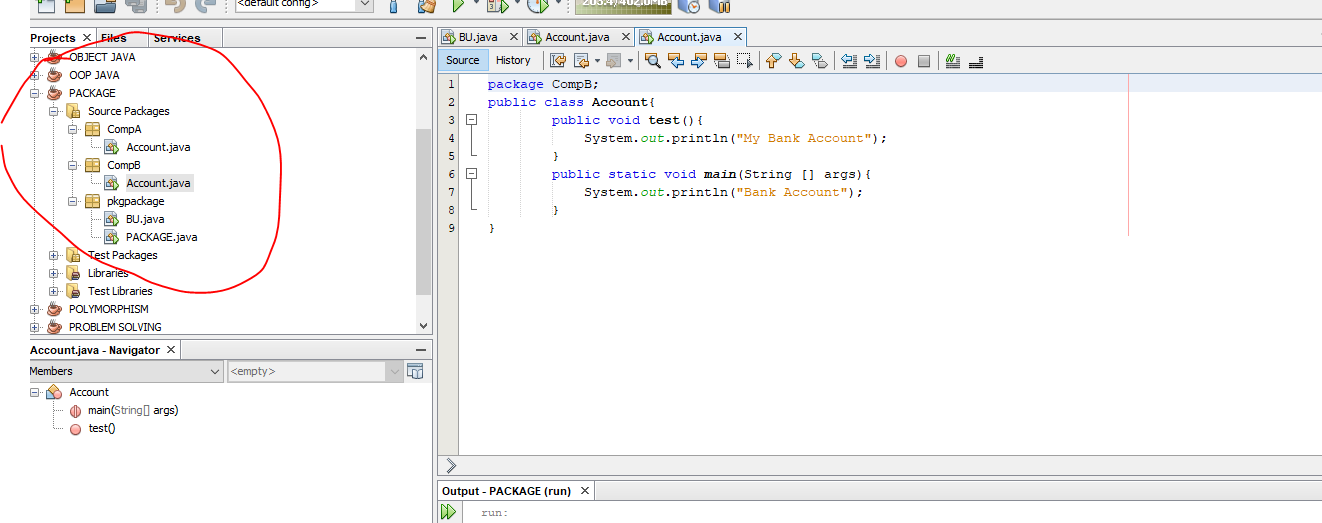 <default config>
Projects Files Services
OBJECT JAVA
OOP JAVA
PACKAGE
Source Packages
CompA
Account.java
CompB
Account.java
pkgpackage
BU.java
PACKAGE.java
Test Packages
Libraries
Test Libraries
POLYMORPHISM
PROBLEM SOLVING
Account.java - Navigator
Members <empty>
Account
main(String[] args)
test()
BU.java Account.java Account.java
Source History
1 package CompB;
2 public class Account{
3 public void test(){
4 System.out.println("My Bank Account");
5 }
6 public static void main(String [] args){
7 System.out.println("Bank Account");
8 }
9 }
Output - PACKAGE (run)
run: